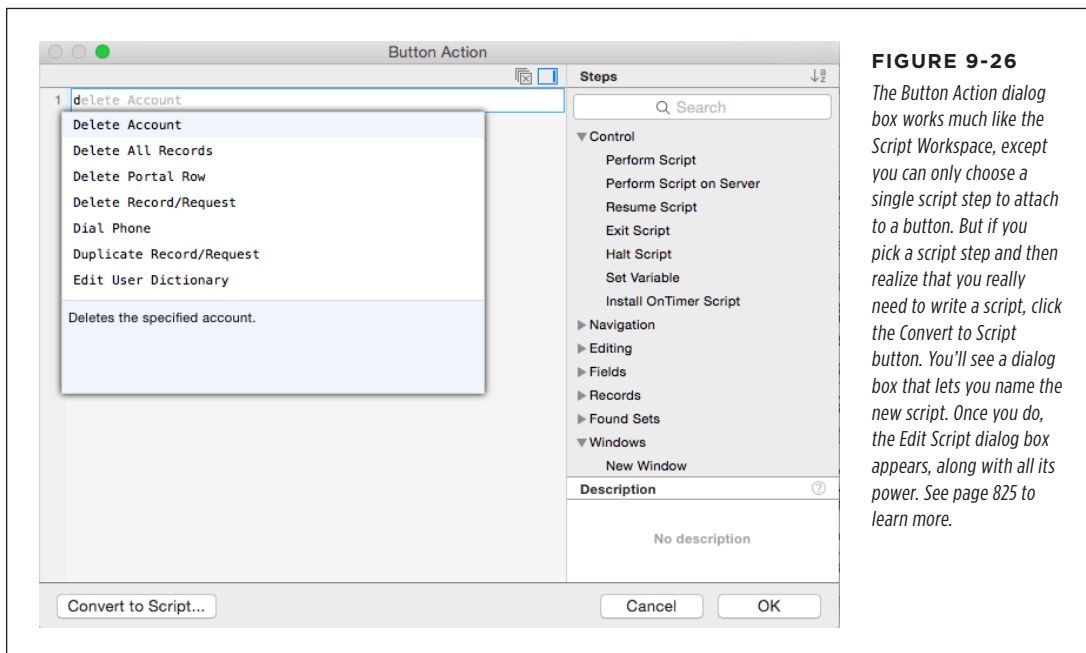 Button Action
Steps
1 delete Account
Delete Account
Delete All Records
Delete Portal Row
Delete Record/Request
Dial Phone
Duplicate Record/Request
Edit User Dictionary
Deletes the specified account.
Search
Control
Perform Script
Perform Script on Server
Resume Script
Exit Script
Halt Script
Set Variable
Install OnTimer Script
Navigation
Editing
Fields
Records
Found Sets
Windows
New Window
Description
?
No description
Convert to Script...
Cancel
OK
FIGURE 9-26
The Button Action dialog
box works much like the
Script Workspace, except
you can only choose a
single script step to attach
to a button. But if you
pick a script step and then
realize that you really
need to write a script, click
the Convert to Script
button. You'll see a dialog
box that lets you name the
new script. Once you do,
the Edit Script dialog box
appears, along with all its
power. See page 825 to
learn more.